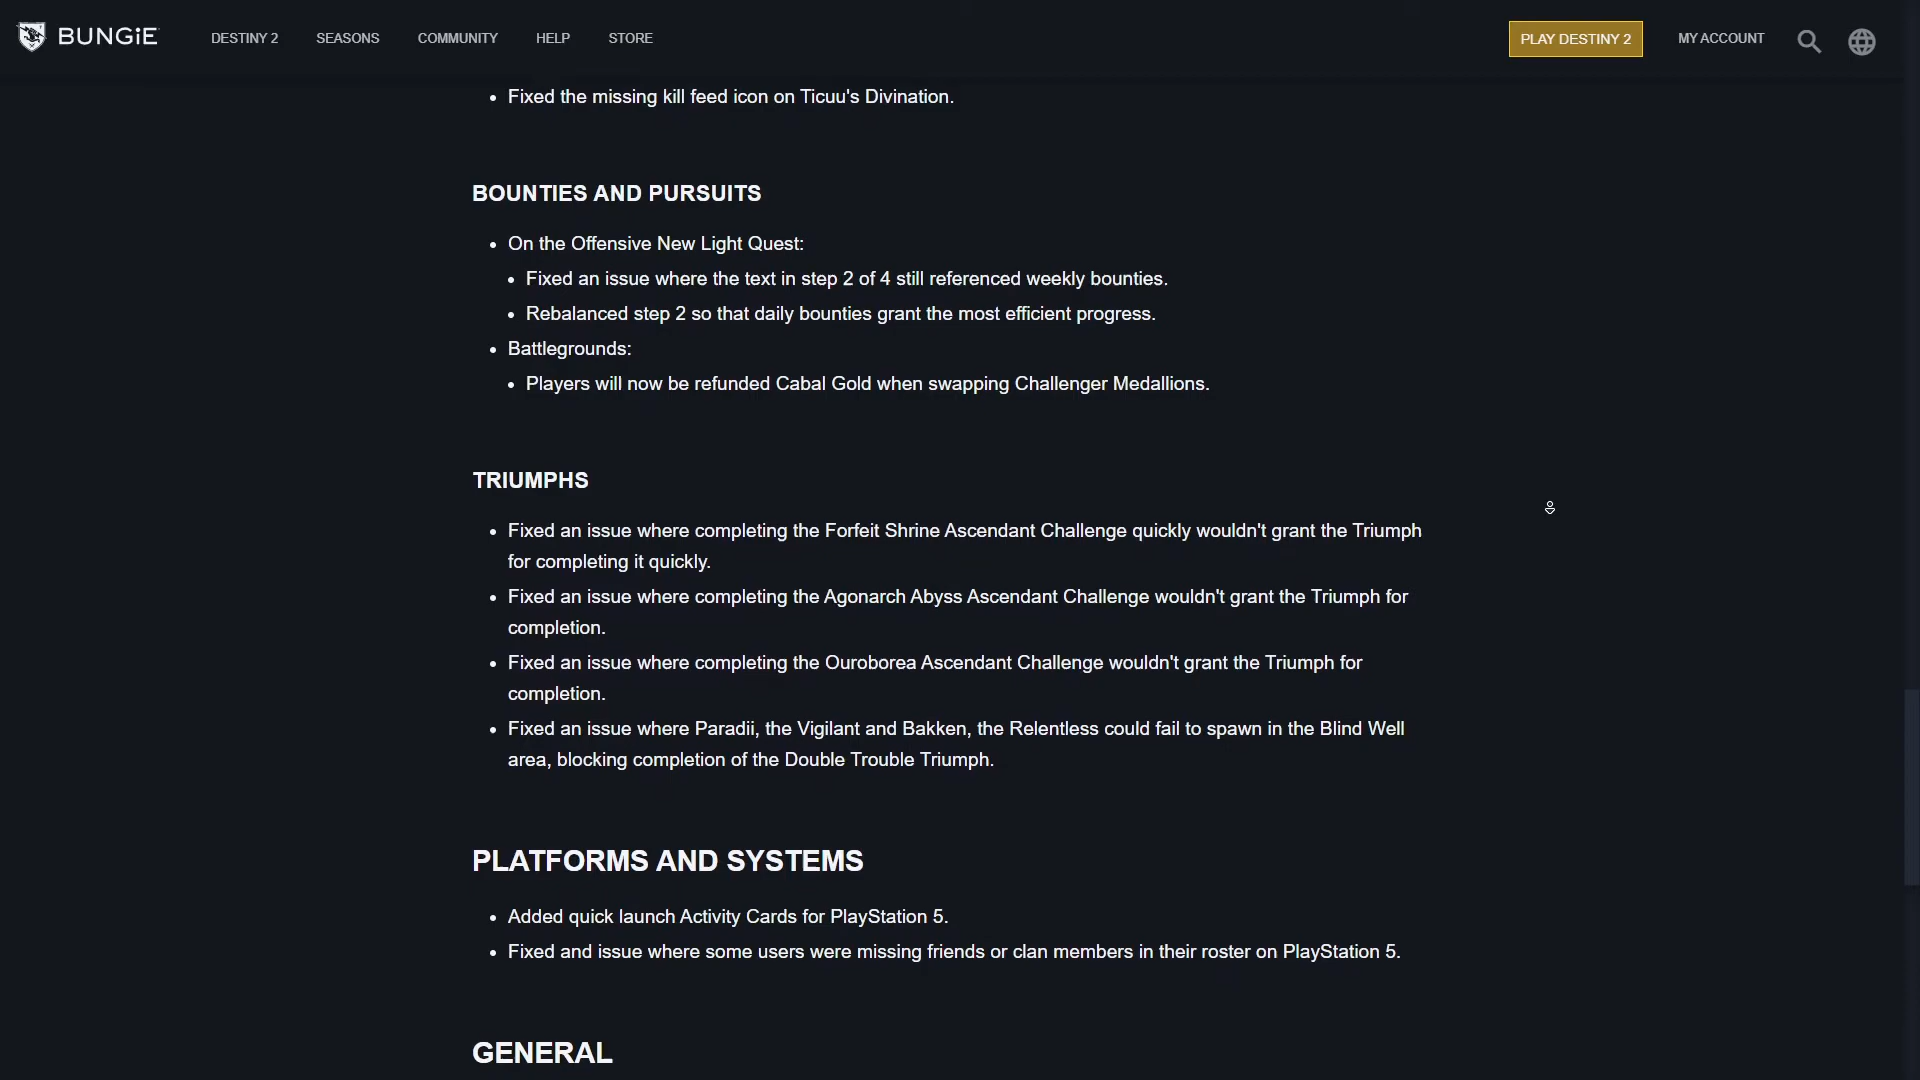 BUNGiE
DESTINY 2
SEASONS
COMMUNITY
HELP
STORE
PLAY DESTINY 2
MY ACCOUNT
• Fixed the missing kill feed icon on Ticuu's Divination.
BOUNTIES AND PURSUITS
• On the Offensive New Light Quest:
• Fixed an issue where the text in step 2 of 4 still referenced weekly bounties.
• Rebalanced step 2 so that daily bounties grant the most efficient progress.
• Battlegrounds:
• Players will now be refunded Cabal Gold when swapping Challenger Medallions.
TRIUMPHS
• Fixed an issue where completing the Forfeit Shrine Ascendant Challenge quickly wouldn't grant the Triumph
for completing it quickly.
• Fixed an issue where completing the Agonarch Abyss Ascendant Challenge wouldn't grant the Triumph for
completion.
• Fixed an issue where completing the Ouroborea Ascendant Challenge wouldn't grant the Triumph for
completion.
• Fixed an issue where Paradii, the Vigilant and Bakken, the Relentless could fail to spawn in the Blind Well
area, blocking completion of the Double Trouble Triumph.
PLATFORMS AND SYSTEMS
• Added quick launch Activity Cards for PlayStation 5.
• Fixed and issue where some users were missing friends or clan members in their roster on PlayStation 5.
GENERAL